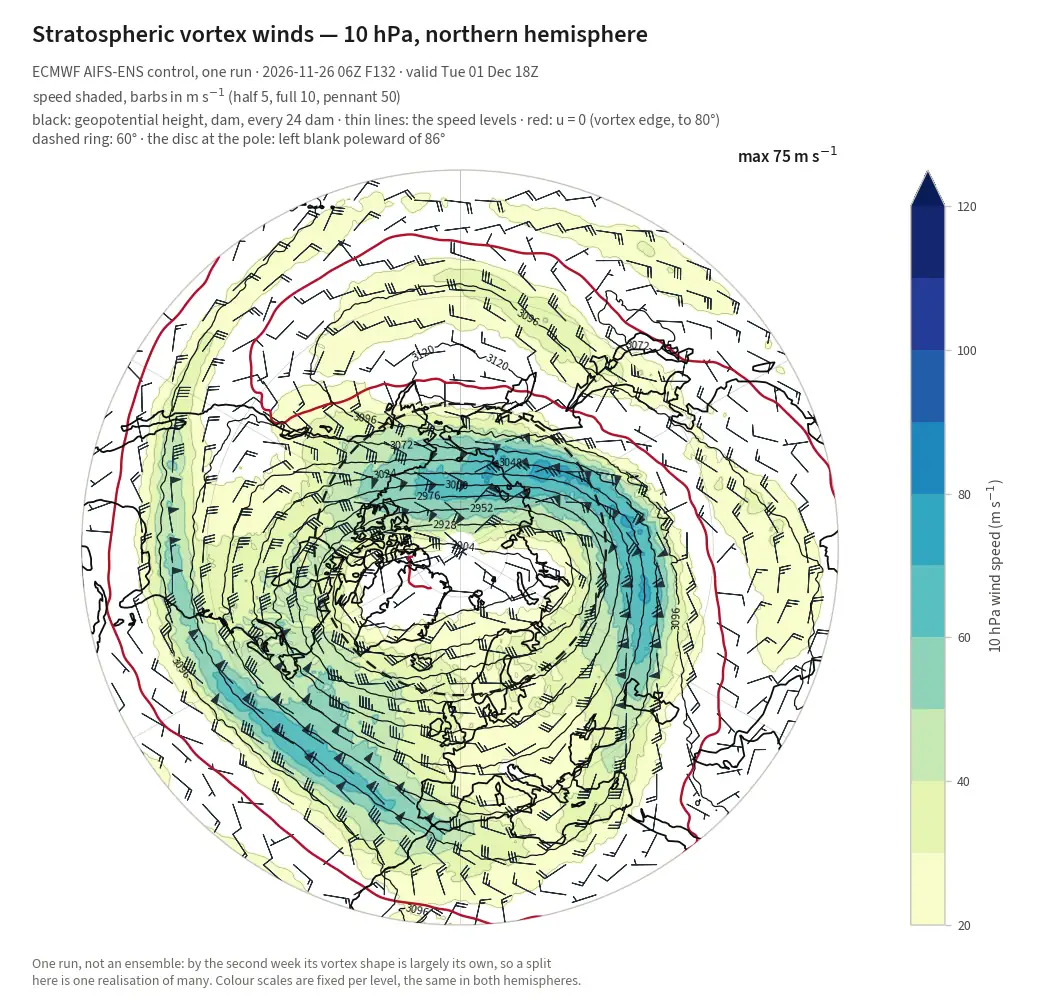 Stratospheric vortex winds — 10 hPa, northern hemisphere
ECMWF AIFS-ENS control, one run · 2026-11-26 06Z F132 · valid Tue 01 Dec 18Z
speed shaded, barbs in m s⁻¹ (half 5, full 10, pennant 50)
black: geopotential height, dam, every 24 dam · thin lines: the speed levels · red: u = 0 (vortex edge, to 80°)
dashed ring: 60° · the disc at the pole: left blank poleward of 86°
max 75 m s⁻¹
120
100
80
60
40
20
10 hPa wind speed (m s⁻¹)
3096
3072
3120
3120
3096
3072
3048
3024
2976
2952
2928
3096
3096
3096
One run, not an ensemble: by the second week its vortex shape is largely its own, so a split
here is one realisation of many. Colour scales are fixed per level, the same in both hemispheres.